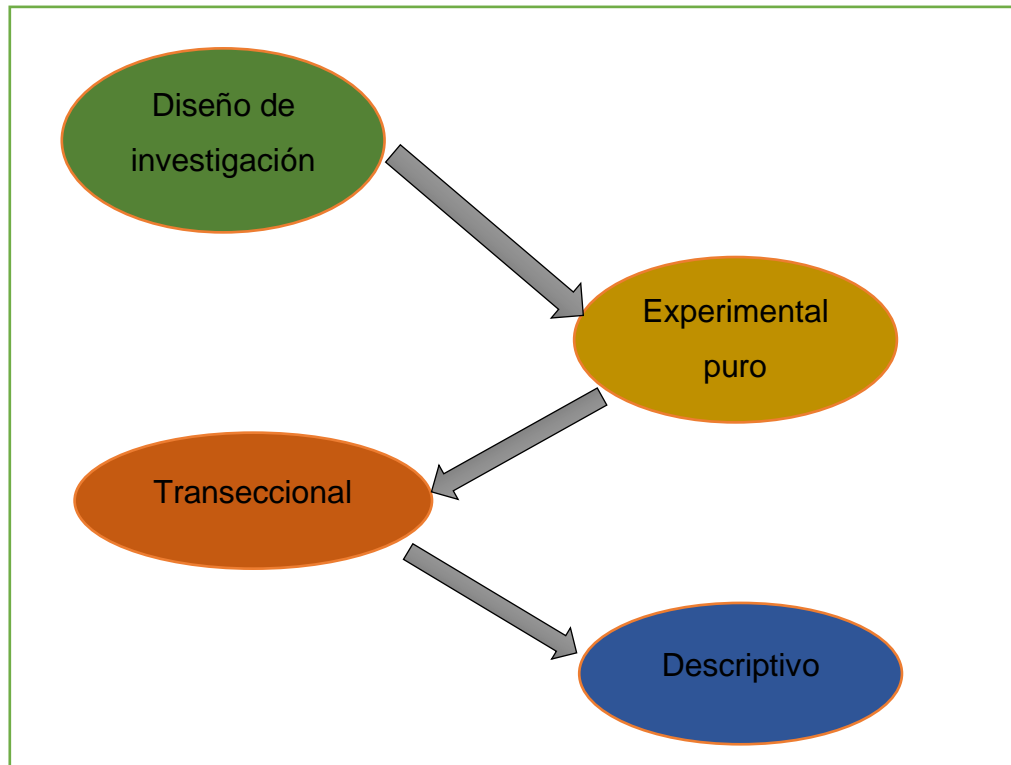 Diseño de
investigación
Experimental
puro
Transeccional
Descriptivo